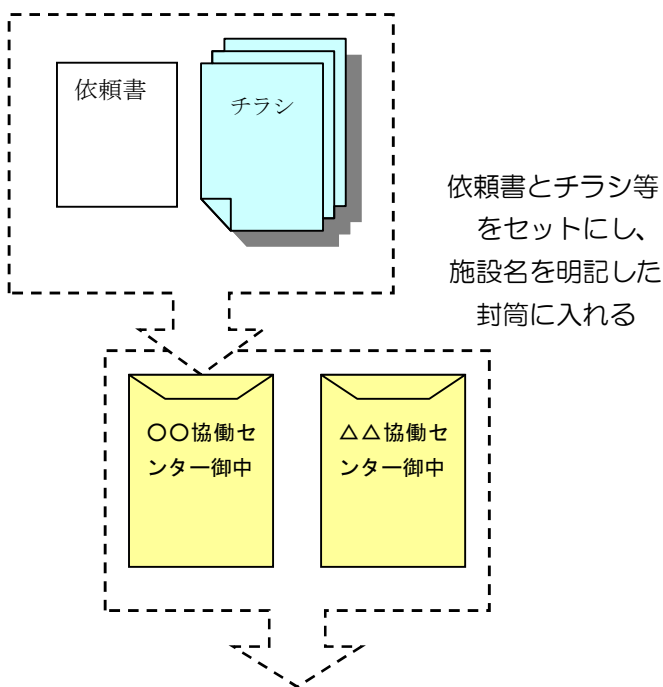 依頼書
チラシ
依頼書とチラシ等
をセットにし、
施設名を明記した
封筒に入れる
〇〇協働セ
ンター御中
△△協働セ
ンター御中